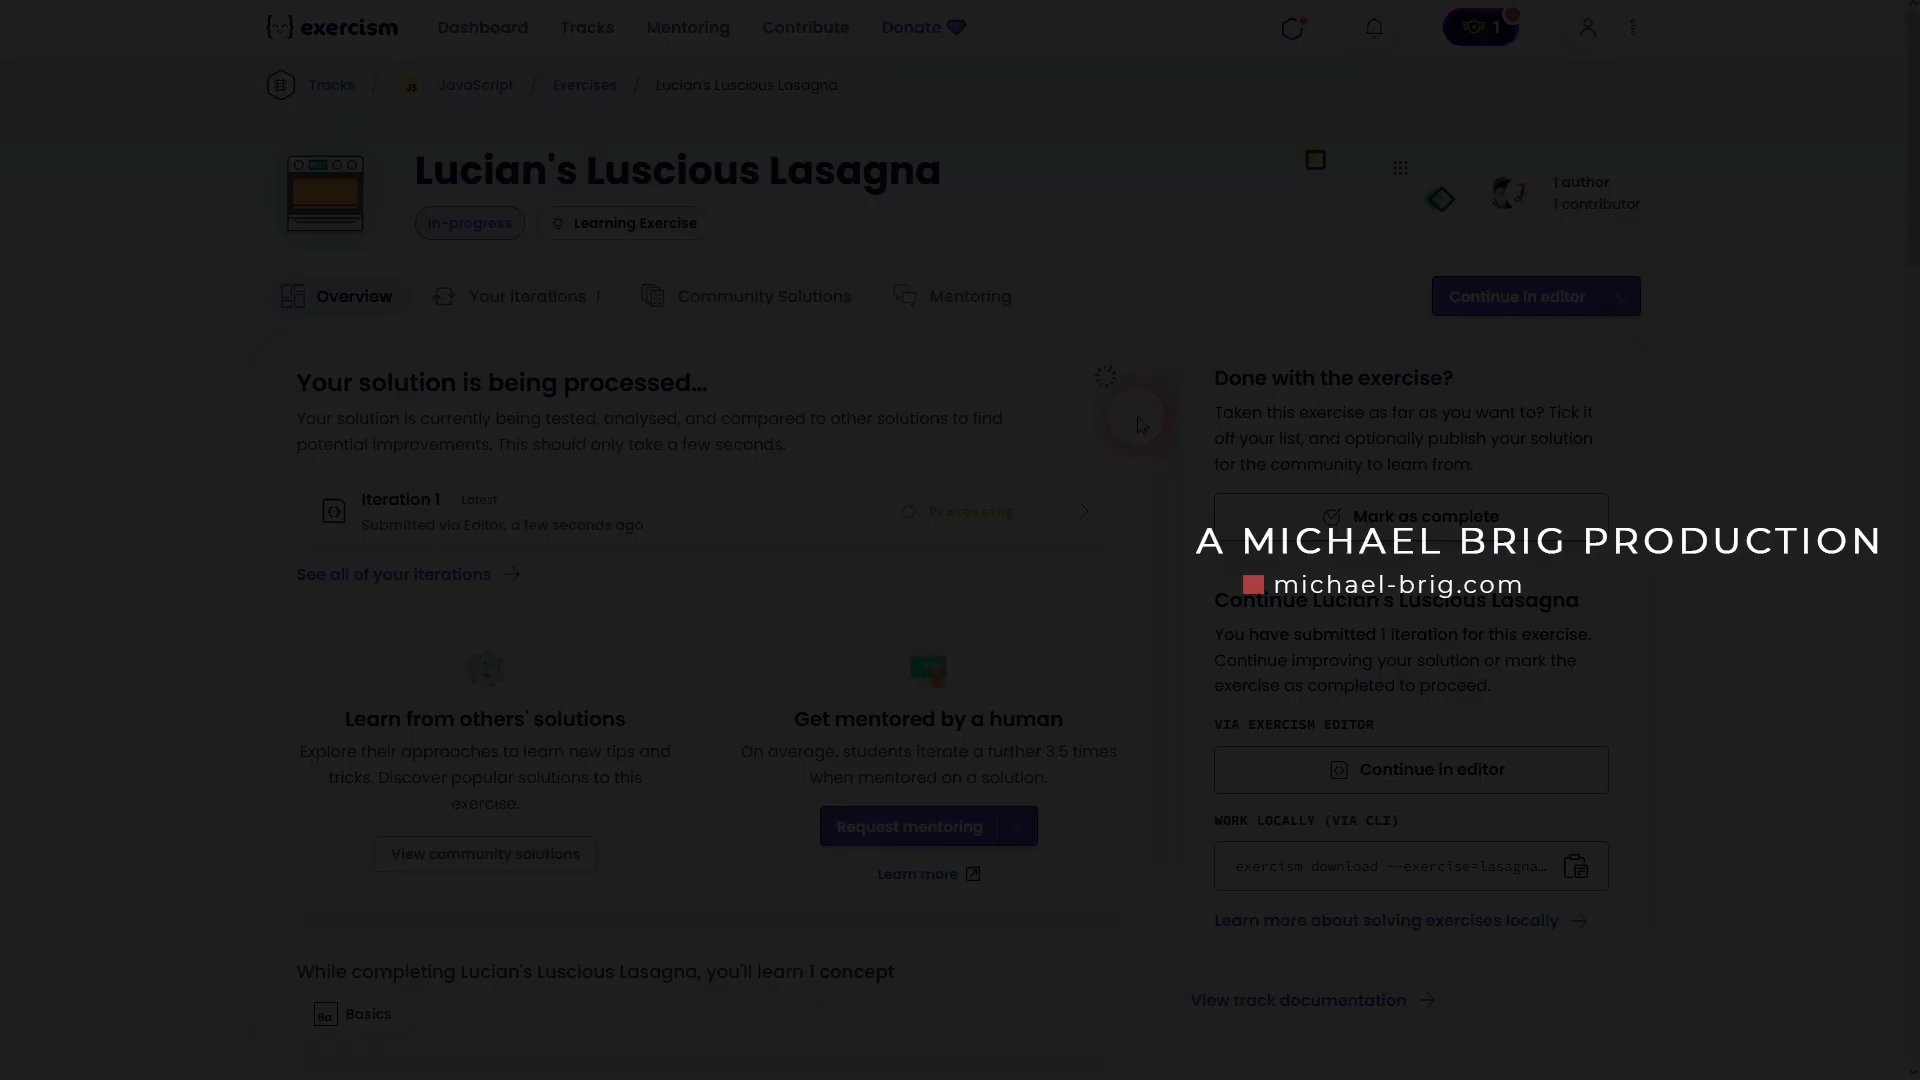 exercism
Dashboard
Tracks
Mentoring
Contribute
Donate
1
Tracks / JS JavaScript / Exercises / Lucian's Luscious Lasagna
Lucian's Luscious Lasagna
In-progress
Learning Exercise
1 author
1 contributor
Overview
Your iterations 1
Community Solutions
Mentoring
Continue in editor
Your solution is being processed…
Your solution is currently being tested, analysed, and compared to other solutions to find
potential improvements. This should only take a few seconds.
Iteration 1 Latest
Submitted via Editor, a few seconds ago
Processing
See all of your iterations
Learn from others' solutions
Explore their approaches to learn new tips and
tricks. Discover popular solutions to this
exercise.
View community solutions
Get mentored by a human
On average, students iterate a further 3.5 times
when mentored on a solution.
Request mentoring
Learn more
While completing Lucian's Luscious Lasagna, you'll learn 1 concept
Ba Basics
Done with the exercise?
Taken this exercise as far as you want to? Tick it
off your list, and optionally publish your solution
for the community to learn from.
Mark as complete
A MICHAEL BRIG PRODUCTION
michael-brig.com
Continue Lucian's Luscious Lasagna
You have submitted 1 iteration for this exercise.
Continue improving your solution or mark the
exercise as completed to proceed.
VIA EXERCISM EDITOR
Continue in editor
WORK LOCALLY (VIA CLI)
exercism download --exercise=lasagna…
Learn more about solving exercises locally
View track documentation